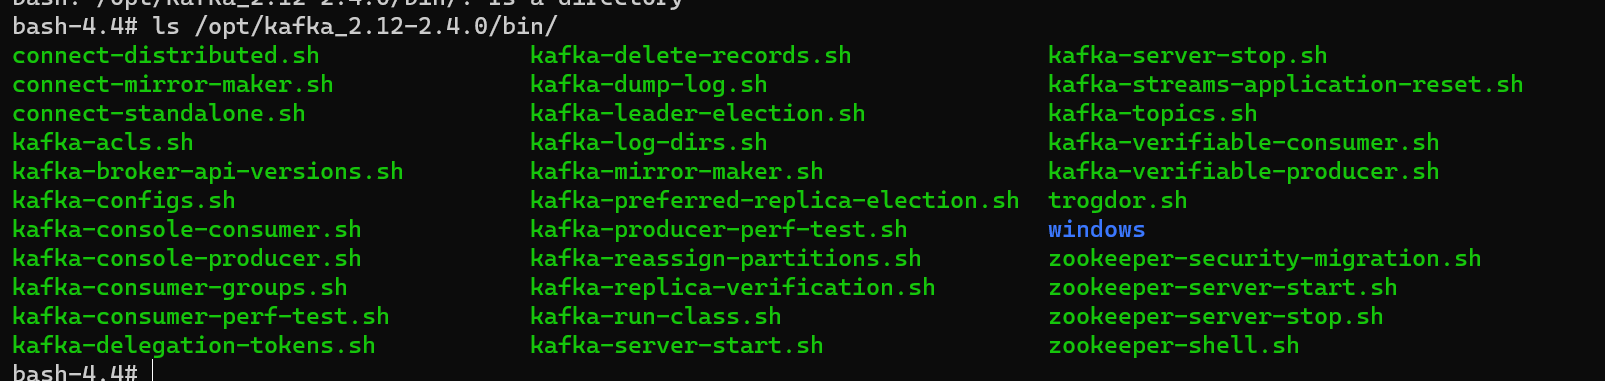 bash: /opt/kafka_2.12-2.4.0/bin/: is a directory
bash-4.4# ls /opt/kafka_2.12-2.4.0/bin/
connect-distributed.sh kafka-delete-records.sh kafka-server-stop.sh
connect-mirror-maker.sh kafka-dump-log.sh kafka-streams-application-reset.sh
connect-standalone.sh kafka-leader-election.sh kafka-topics.sh
kafka-acls.sh kafka-log-dirs.sh kafka-verifiable-consumer.sh
kafka-broker-api-versions.sh kafka-mirror-maker.sh kafka-verifiable-producer.sh
kafka-configs.sh kafka-preferred-replica-election.sh trogdor.sh
kafka-console-consumer.sh kafka-producer-perf-test.sh windows
kafka-console-producer.sh kafka-reassign-partitions.sh zookeeper-security-migration.sh
kafka-consumer-groups.sh kafka-replica-verification.sh zookeeper-server-start.sh
kafka-consumer-perf-test.sh kafka-run-class.sh zookeeper-server-stop.sh
kafka-delegation-tokens.sh kafka-server-start.sh zookeeper-shell.sh
bash-4.4#